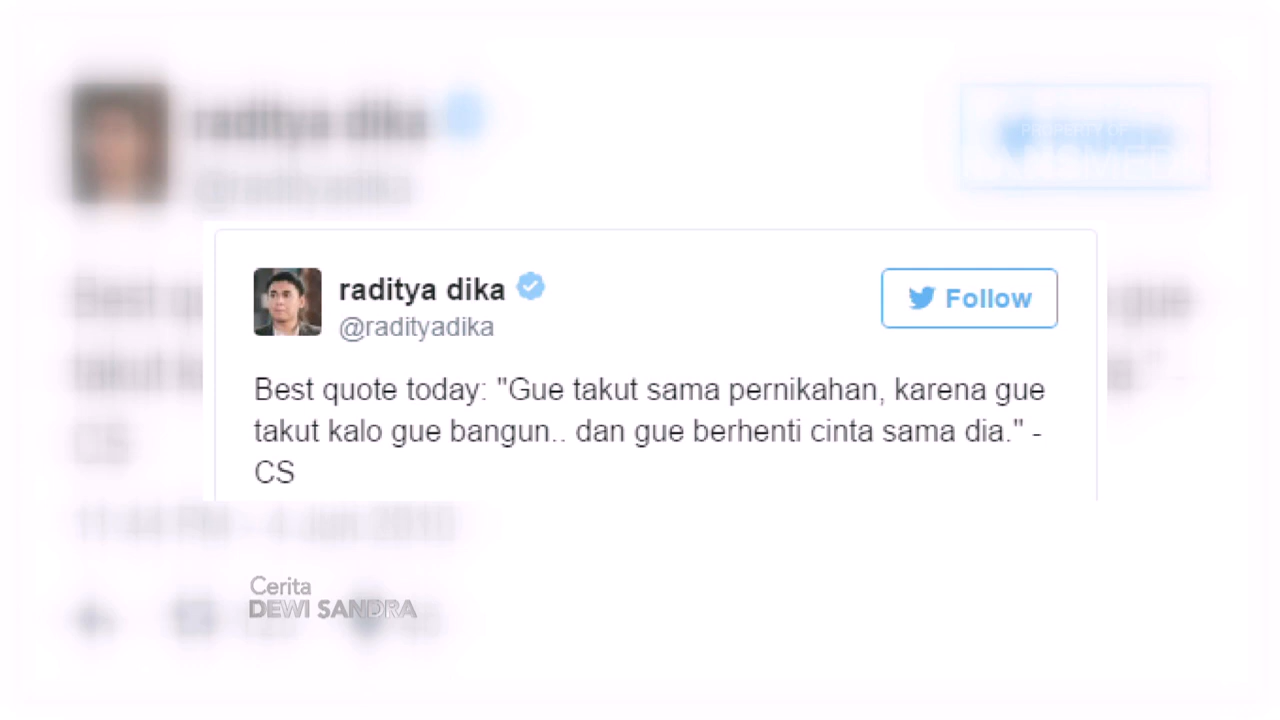 raditya dika
@radityadika
Follow
Best quote today: "Gue takut sama pernikahan, karena gue
takut kalo gue bangun.. dan gue berhenti cinta sama dia." -
CS
Cerita
DEWI SANDRA